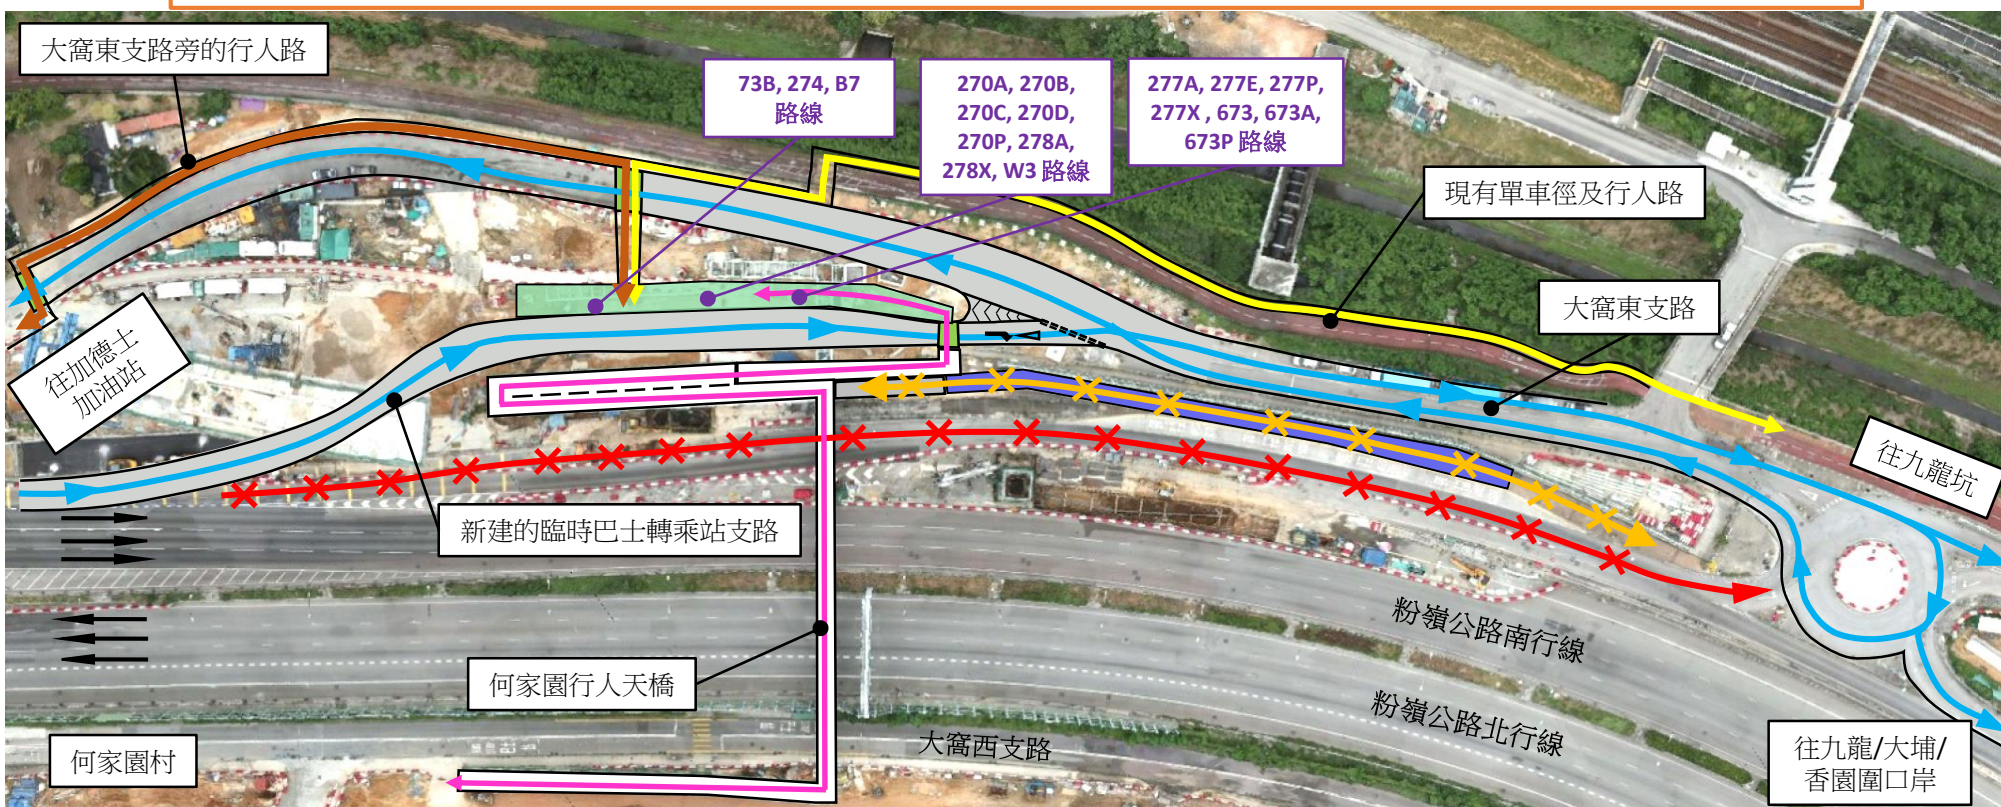 大窩東支路旁的行人路
73B, 274, B7
路線
270A, 270B,
270C, 270D,
270P, 278A,
278X, W3 路線
277A, 277E, 277P,
277X , 673, 673A,
673P 路線
現有單車徑及行人路
大窩東支路
往加德士
加油站
往九龍坑
新建的臨時巴士轉乘站支路
粉嶺公路南行線
何家園行人天橋
粉嶺公路北行線
大窩西支路
何家園村
往九龍/大埔/
香園圍口岸